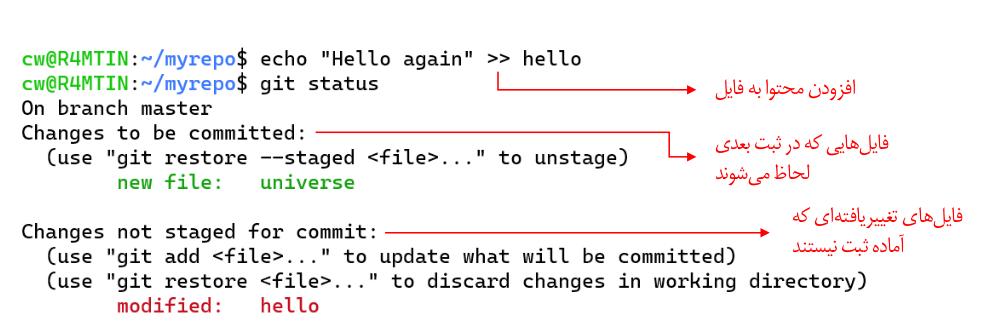 cw@R4MTIN:~/myrepo$ echo "Hello again" >> hello
cw@R4MTIN:~/myrepo$ git status
افزودن محتوا به فایل
On branch master
Changes to be committed:
فایل‌هایی که در ثبت بعدی
لحاظ می‌شوند
(use "git restore --staged <file>..." to unstage)
new file: universe
فایل‌های تغییریافته‌ای که
آماده ثبت نیستند
Changes not staged for commit:
(use "git add <file>..." to update what will be committed)
(use "git restore <file>..." to discard changes in working directory)
modified: hello